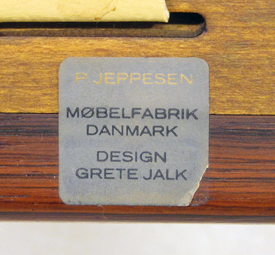 P. JEPPESEN
MØBELFABRIK
DANMARK
DESIGN
GRETE JALK